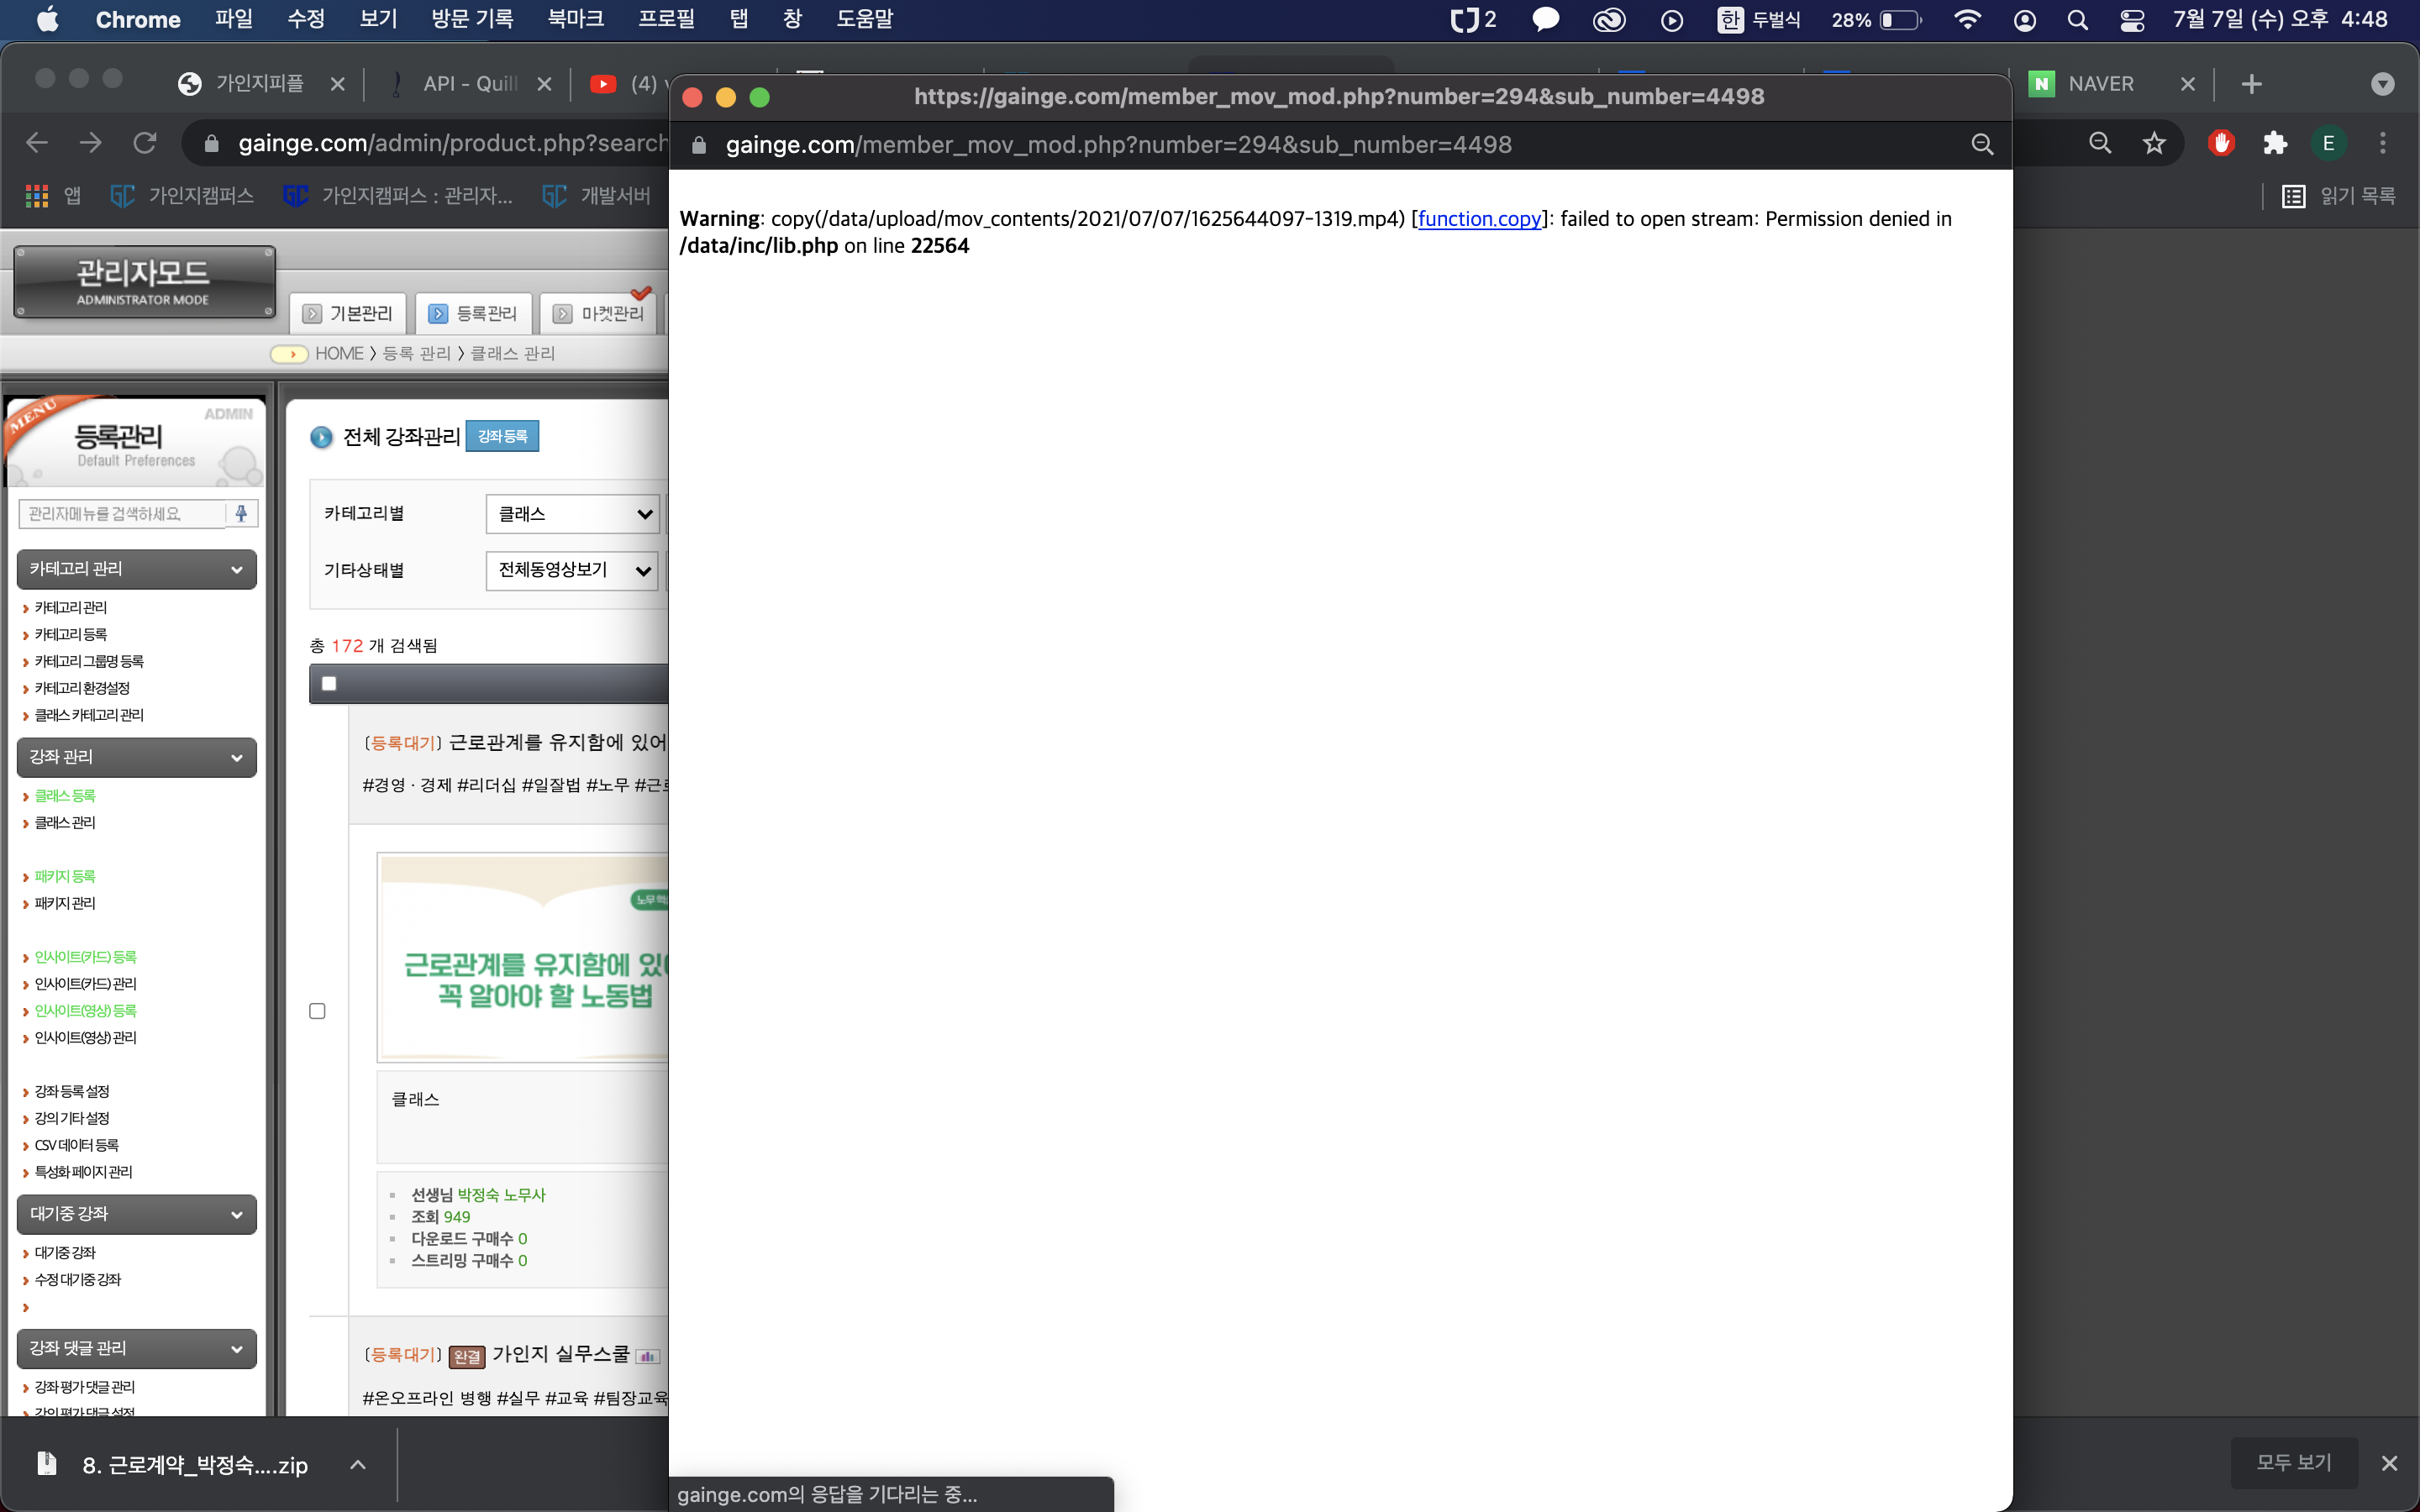 Chrome 파일 수정 보기 방문 기록 북마크 프로필 탭 창 도움말 2 한 두벌식 28% 7월 7일 (수) 오후 4:48
가인지피플 API - Quill (4) NAVER
https://gainge.com/member_mov_mod.php?number=294&sub_number=4498
gainge.com/admin/product.php?search
gainge.com/member_mov_mod.php?number=294&sub_number=4498
E
앱 가인지캠퍼스 가인지캠퍼스 : 관리자... 개발서버 읽기 목록
Warning: copy(/data/upload/mov_contents/2021/07/07/1625644097-1319.mp4) [function.copy]: failed to open stream: Permission denied in
/data/inc/lib.php on line 22564
관리자모드
ADMINISTRATOR MODE
기본관리 등록관리 마켓관리
HOME 〉등록 관리 〉클래스 관리
MENU
ADMIN
등록관리
Default Preferences
관리자메뉴를 검색하세요.
카테고리 관리
카테고리 관리
카테고리 등록
카테고리 그룹명 등록
카테고리 환경설정
클래스 카테고리 관리
강좌 관리
클래스 등록
클래스 관리
패키지 등록
패키지 관리
인사이트(카드) 등록
인사이트(카드) 관리
인사이트(영상) 등록
인사이트(영상) 관리
강좌 등록 설정
강의 기타 설정
CSV 데이터 등록
특성화 페이지 관리
대기중 강좌
대기중 강좌
수정 대기중 강좌
강좌 댓글 관리
강좌 평가 댓글 관리
강의 평가 댓글 설정
전체 강좌관리 강좌 등록
카테고리별 클래스
기타상태별 전체동영상보기
총 172 개 검색됨
[등록대기] 근로관계를 유지함에 있어
#경영 · 경제 #리더십 #일잘법 #노무 #근로
근로관계를 유지함에 있어
꼭 알아야 할 노동법
클래스
선생님 박정숙 노무사
조회 949
다운로드 구매수 0
스트리밍 구매수 0
[등록대기] 완결 가인지 실무스쿨
#온오프라인 병행 #실무 #교육 #팀장교육
8. 근로계약_박정숙....zip
모두 보기
gainge.com의 응답을 기다리는 중...